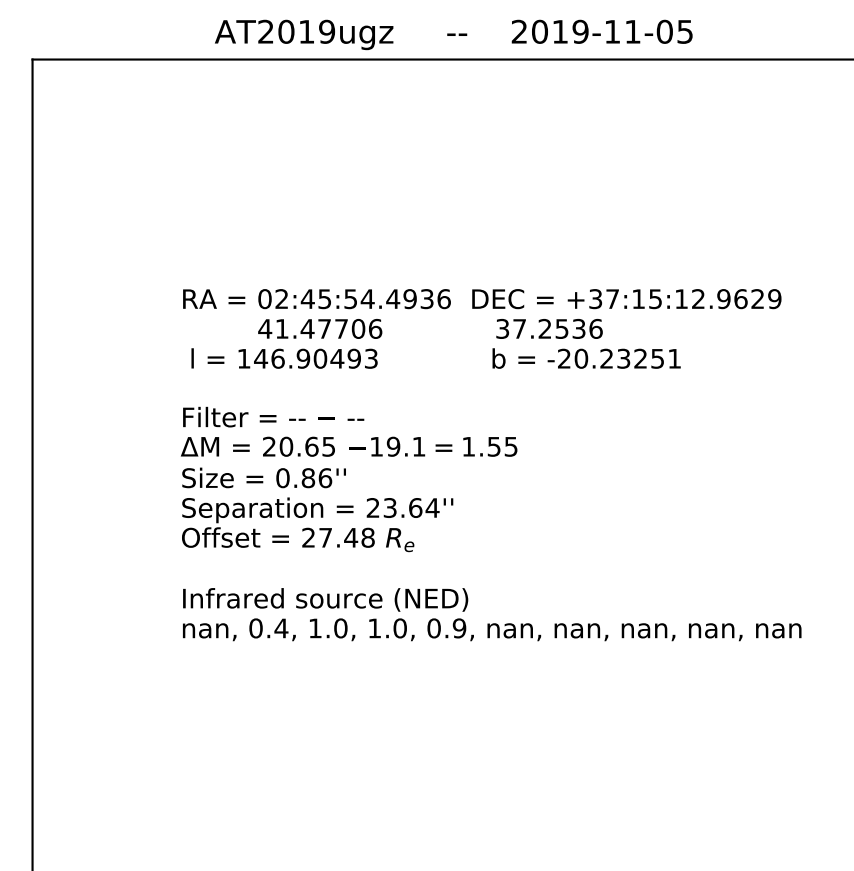 AT2019ugz -- 2019-11-05
RA = 02:45:54.4936 DEC = +37:15:12.9629
41.47706 37.2536
l = 146.90493 b = -20.23251
Filter = -- − --
ΔM = 20.65 −19.1 = 1.55
Size = 0.86''
Separation = 23.64''
Offset = 27.48 Rₑ
Infrared source (NED)
nan, 0.4, 1.0, 1.0, 0.9, nan, nan, nan, nan, nan